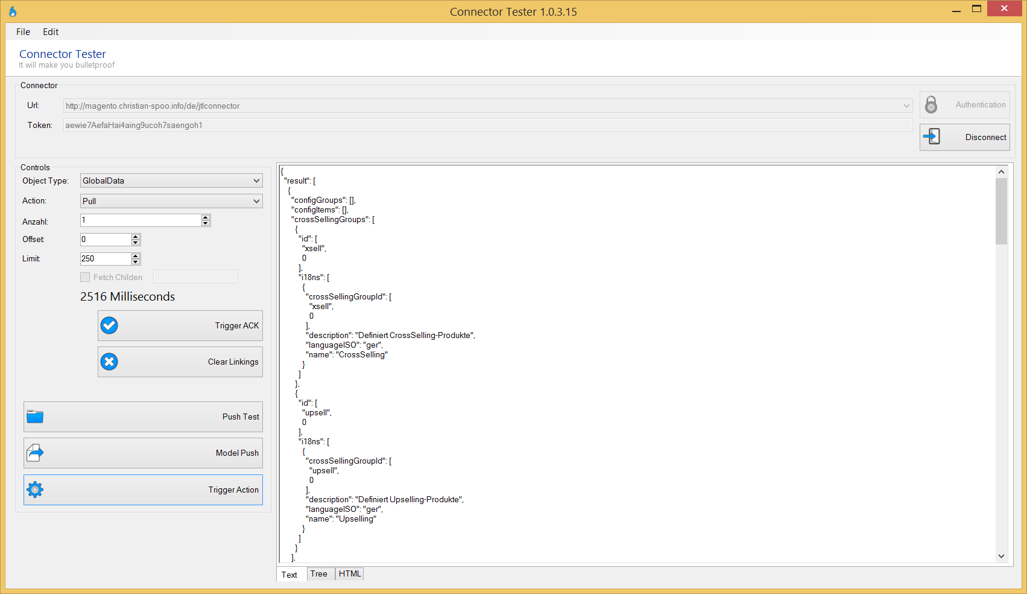 Connector Tester 1.0.3.15
File Edit
Connector Tester
It will make you bulletproof
Connector
Url: http://magento.christian-spoo.info/de/jtlconnector
Authentication
Token: aewie7AefaHai4aing9ucoh7saengoh1
Disconnect
Controls
Object Type: GlobalData
Action: Pull
Anzahl: 1
Offset: 0
Limit: 250
Fetch Childen
2516 Milliseconds
Trigger ACK
Clear Linkings
Push Test
Model Push
Trigger Action
{
"result": [
{
"configGroups": [],
"configItems": [],
"crossSellingGroups": [
{
"id": [
"xsell",
0
],
"i18ns": [
{
"crossSellingGroupId": [
"xsell",
0
],
"description": "Definiert CrossSelling-Produkte",
"languageISO": "ger",
"name": "CrossSelling"
}
]
},
{
"id": [
"upsell",
0
],
"i18ns": [
{
"crossSellingGroupId": [
"upsell",
0
],
"description": "Definiert Upselling-Produkte",
"languageISO": "ger",
"name": "Upselling"
}
]
}
],
Text Tree HTML